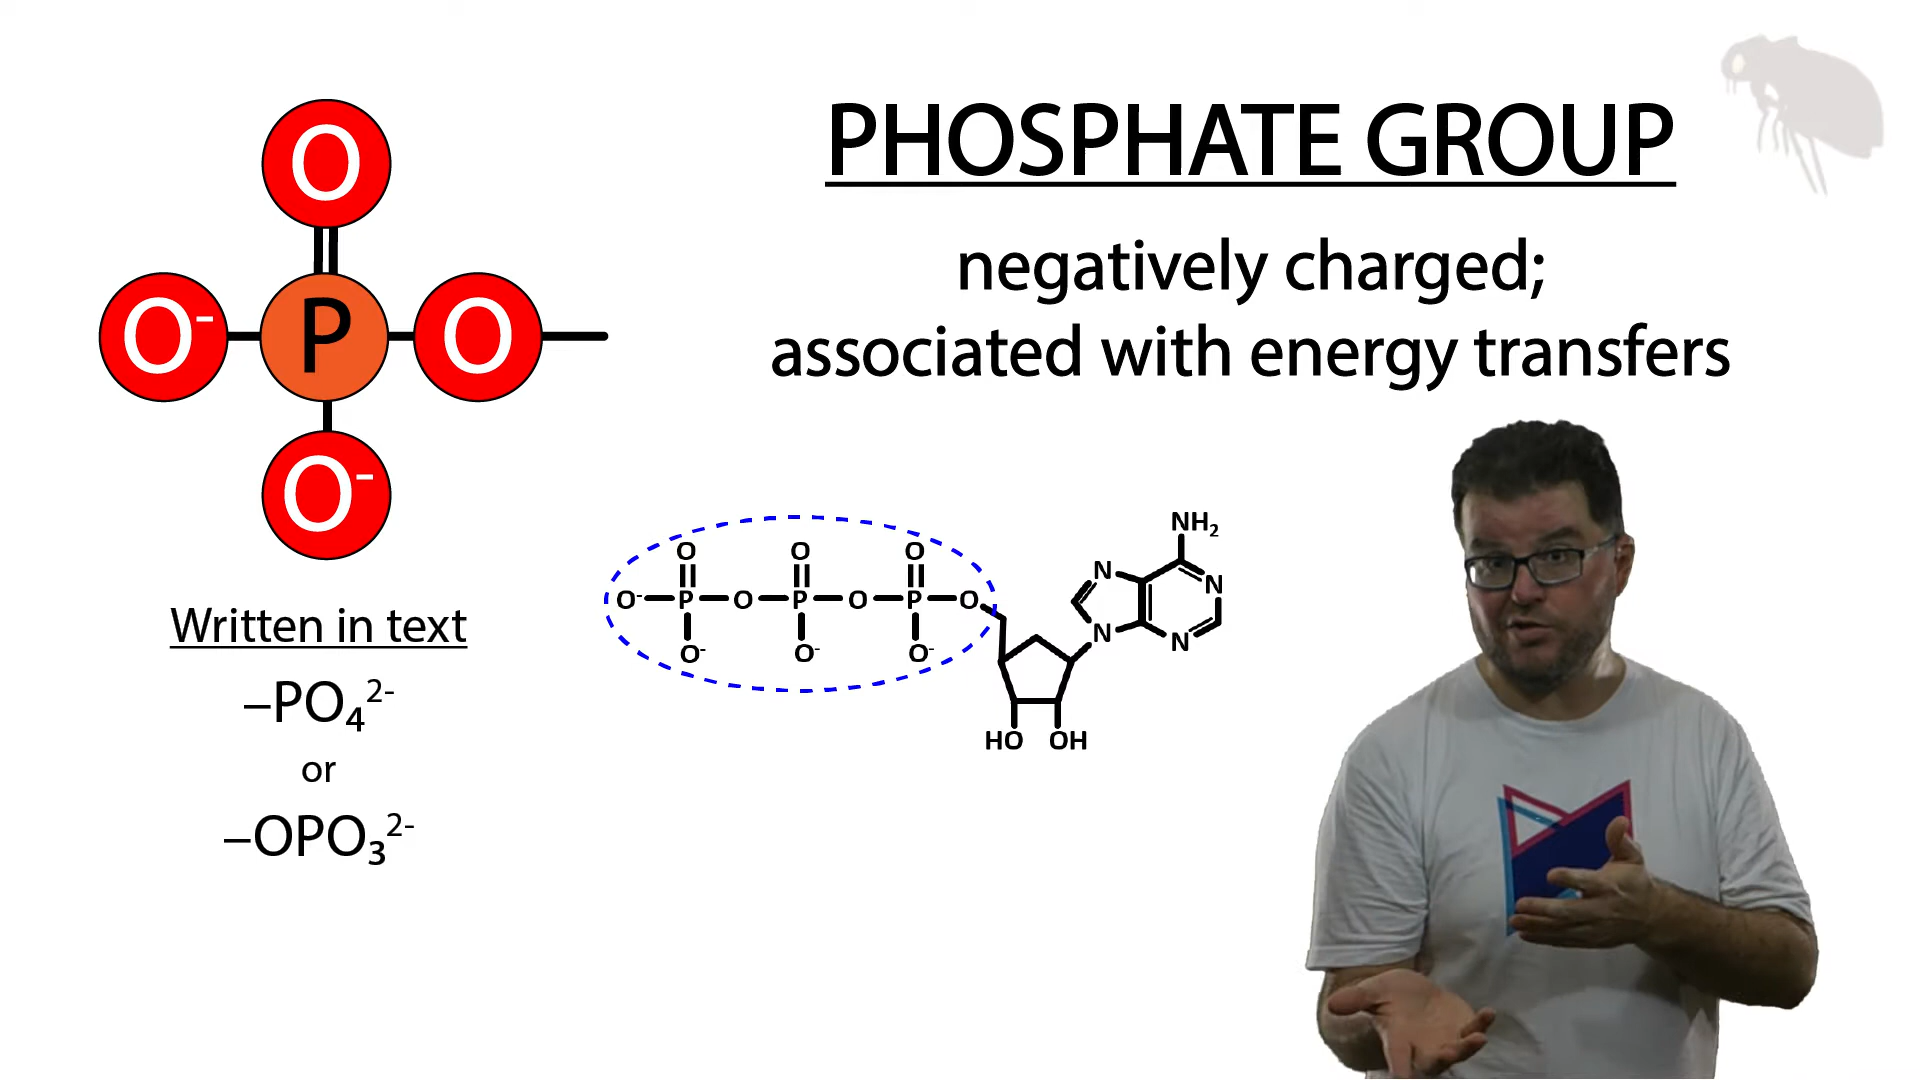 PHOSPHATE GROUP
negatively charged;
associated with energy transfers
O
O⁻ P O
O⁻
Written in text
–PO₄²⁻
or
–OPO₃²⁻
O O O
O⁻ P O P O P O
O⁻ O⁻ O⁻
NH₂
N N
N N
HO OH